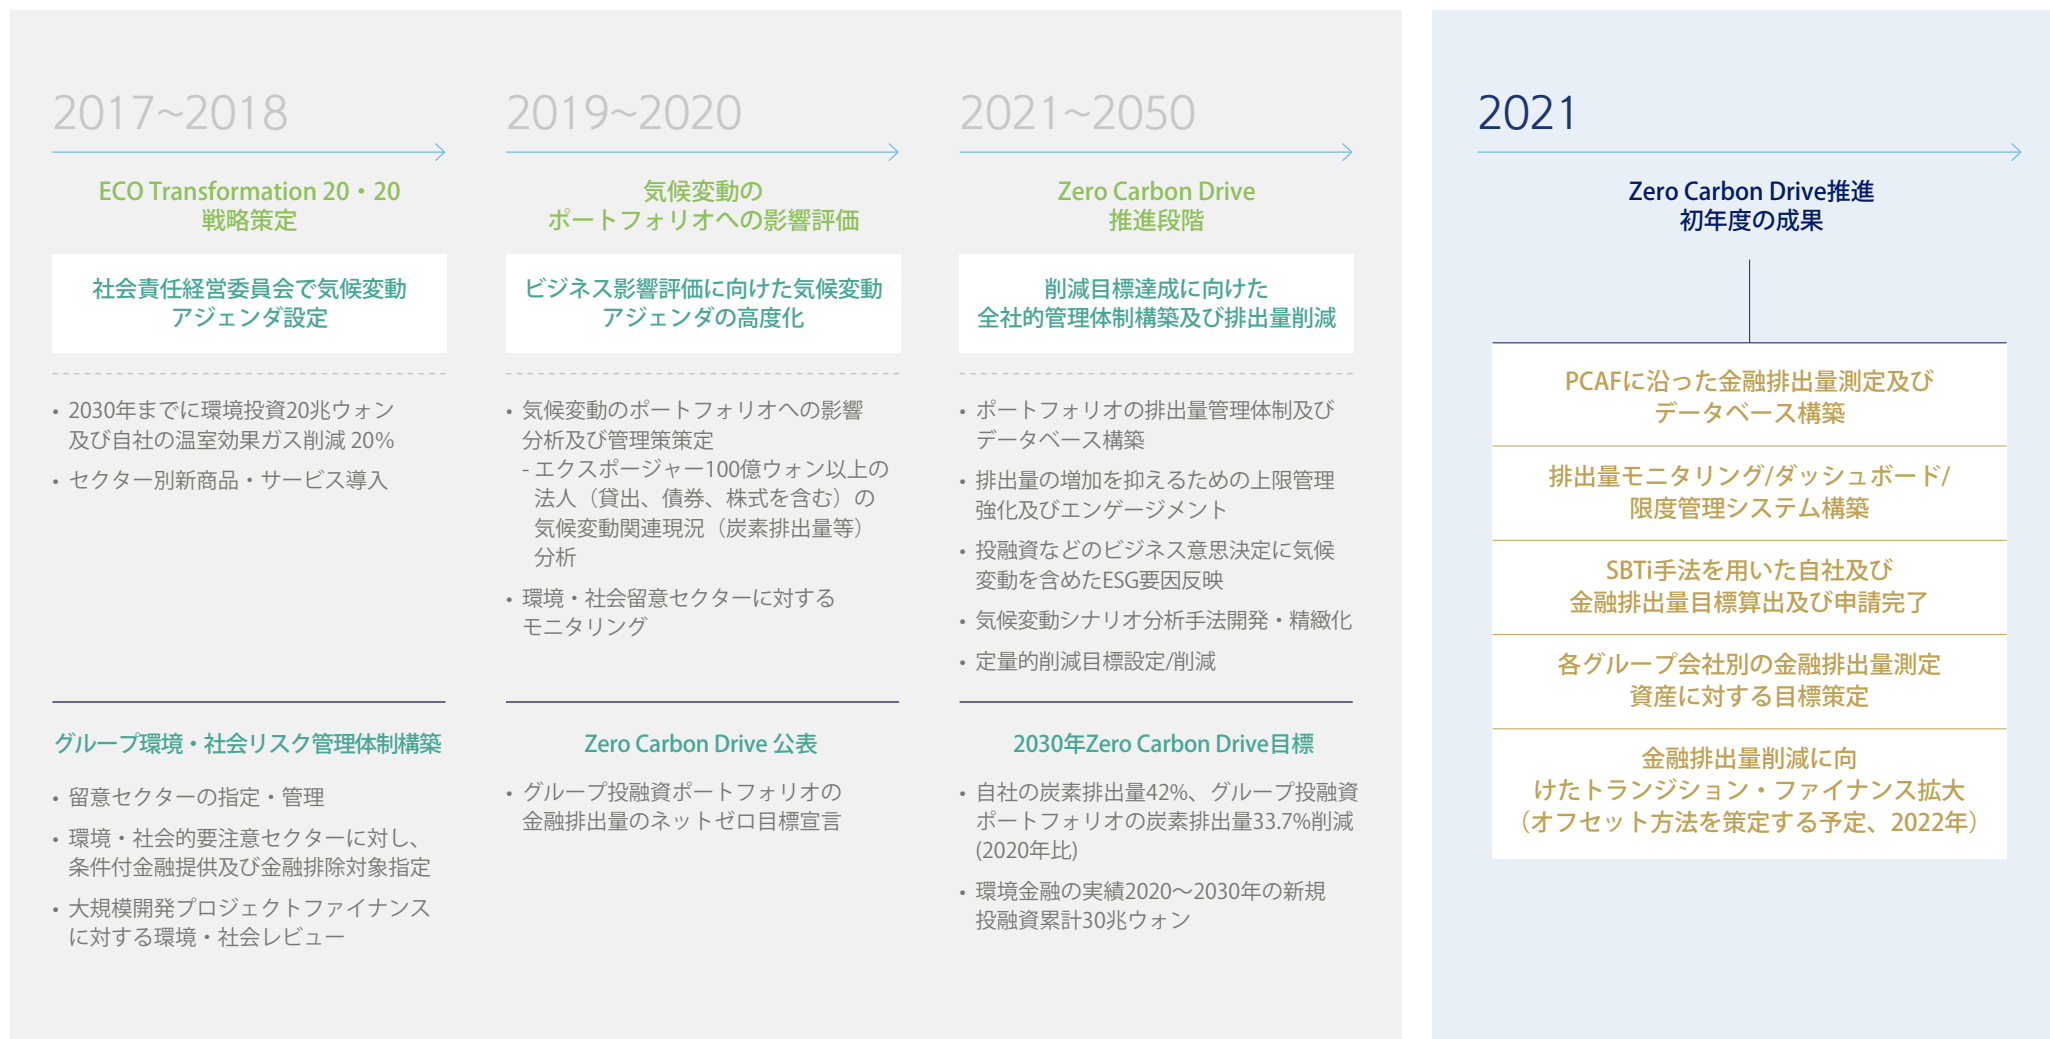 2017~2018
ECO Transformation 20・20
戦略策定
社会責任経営委員会で気候変動
アジェンダ設定
• 2030年までに環境投資20兆ウォン
及び自社の温室効果ガス削減 20%
• セクター別新商品・サービス導入
グループ環境・社会リスク管理体制構築
• 留意セクターの指定・管理
• 環境・社会的要注意セクターに対し、
条件付金融提供及び金融排除対象指定
• 大規模開発プロジェクトファイナンス
に対する環境・社会レビュー
2019~2020
気候変動の
ポートフォリオへの影響評価
ビジネス影響評価に向けた気候変動
アジェンダの高度化
• 気候変動のポートフォリオへの影響
分析及び管理策策定
- エクスポージャー100億ウォン以上の
法人（貸出、債券、株式を含む）の
気候変動関連現況（炭素排出量等）
分析
• 環境・社会留意セクターに対する
モニタリング
Zero Carbon Drive 公表
• グループ投融資ポートフォリオの
金融排出量のネットゼロ目標宣言
2021~2050
Zero Carbon Drive
推進段階
削減目標達成に向けた
全社的管理体制構築及び排出量削減
• ポートフォリオの排出量管理体制及び
データベース構築
• 排出量の増加を抑えるための上限管理
強化及びエンゲージメント
• 投融資などのビジネス意思決定に気候
変動を含めたESG要因反映
• 気候変動シナリオ分析手法開発・精緻化
• 定量的削減目標設定/削減
2030年Zero Carbon Drive目標
• 自社の炭素排出量42%、グループ投融資
ポートフォリオの炭素排出量33.7%削減
(2020年比)
• 環境金融の実績2020～2030年の新規
投融資累計30兆ウォン
2021
Zero Carbon Drive推進
初年度の成果
PCAFに沿った金融排出量測定及び
データベース構築
排出量モニタリング/ダッシュボード/
限度管理システム構築
SBTi手法を用いた自社及び
金融排出量目標算出及び申請完了
各グループ会社別の金融排出量測定
資産に対する目標策定
金融排出量削減に向
けたトランジション・ファイナンス拡大
（オフセット方法を策定する予定、2022年）